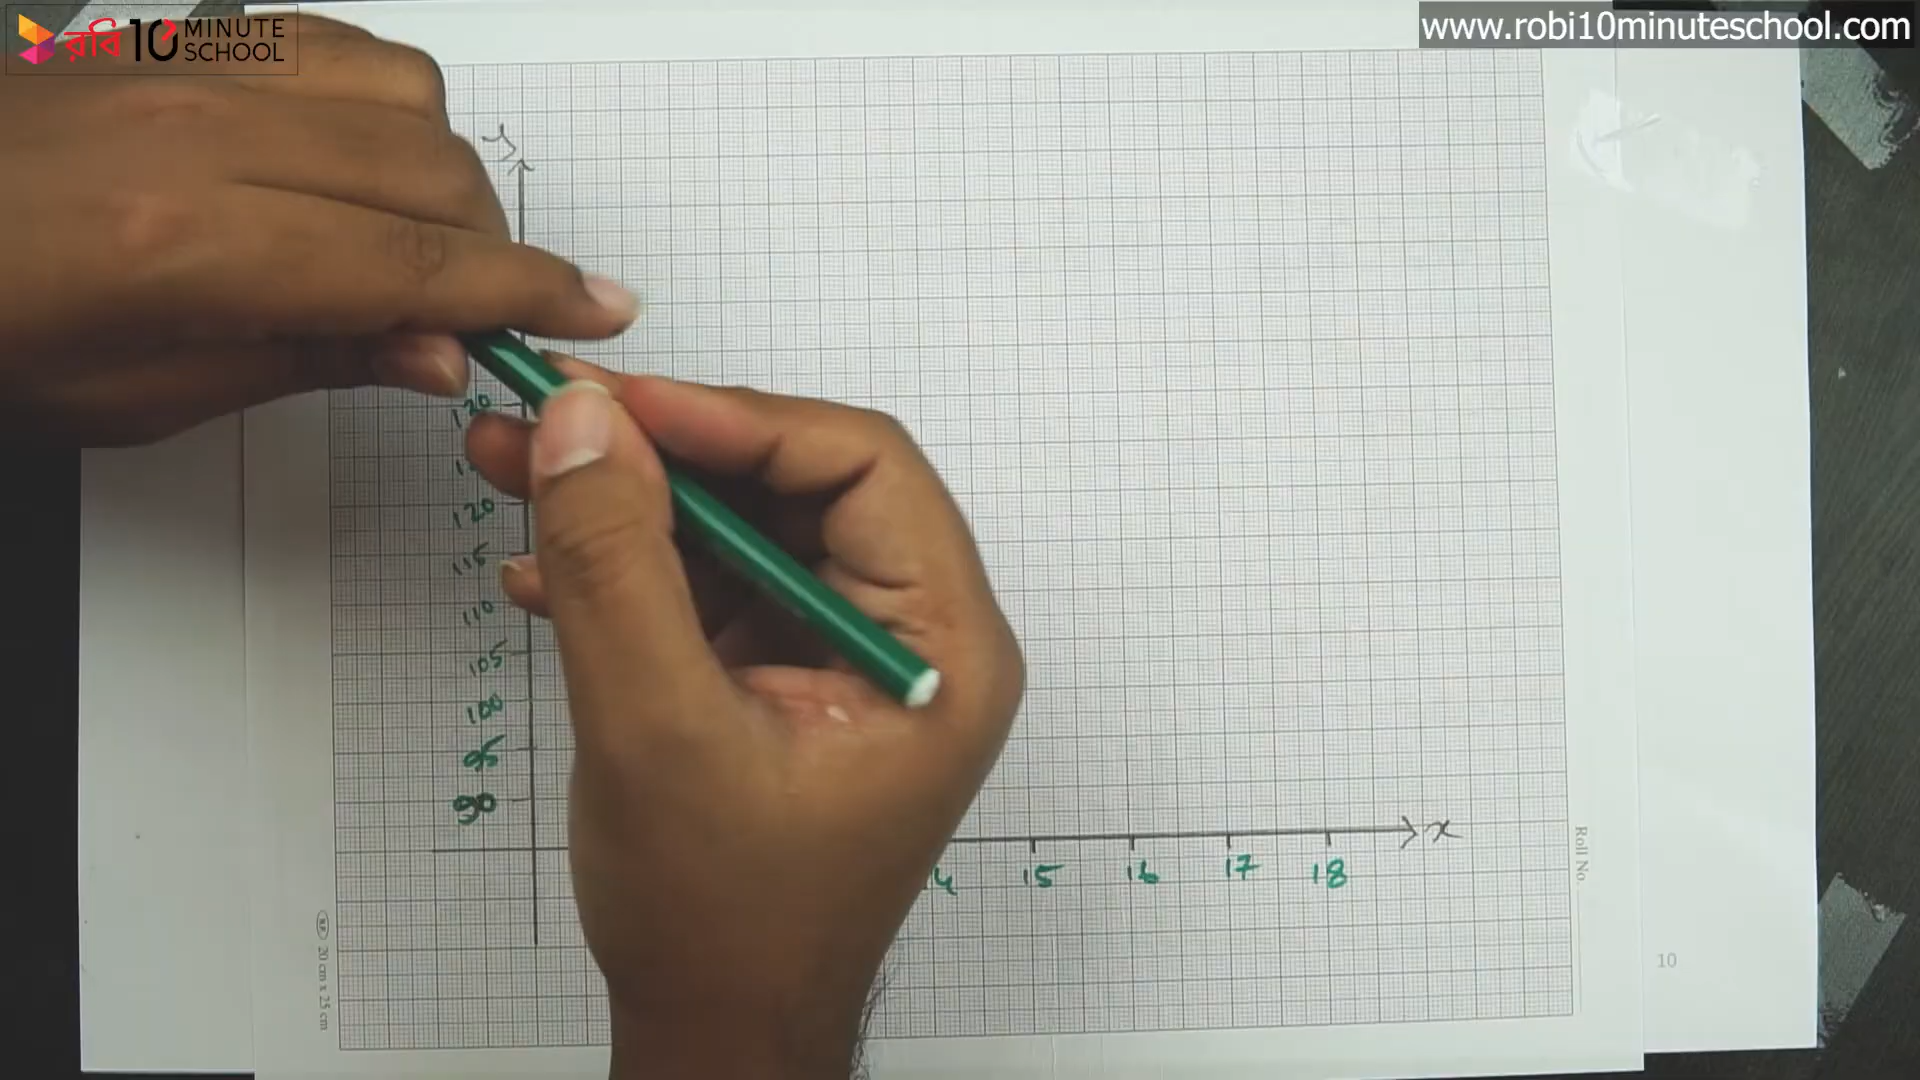 রবি 10 MINUTE SCHOOL
www.robi10minuteschool.com
y
120
120
115
110
105
100
95
90
x
15 16 17 18
Roll No.
20 cm x 25 cm
10